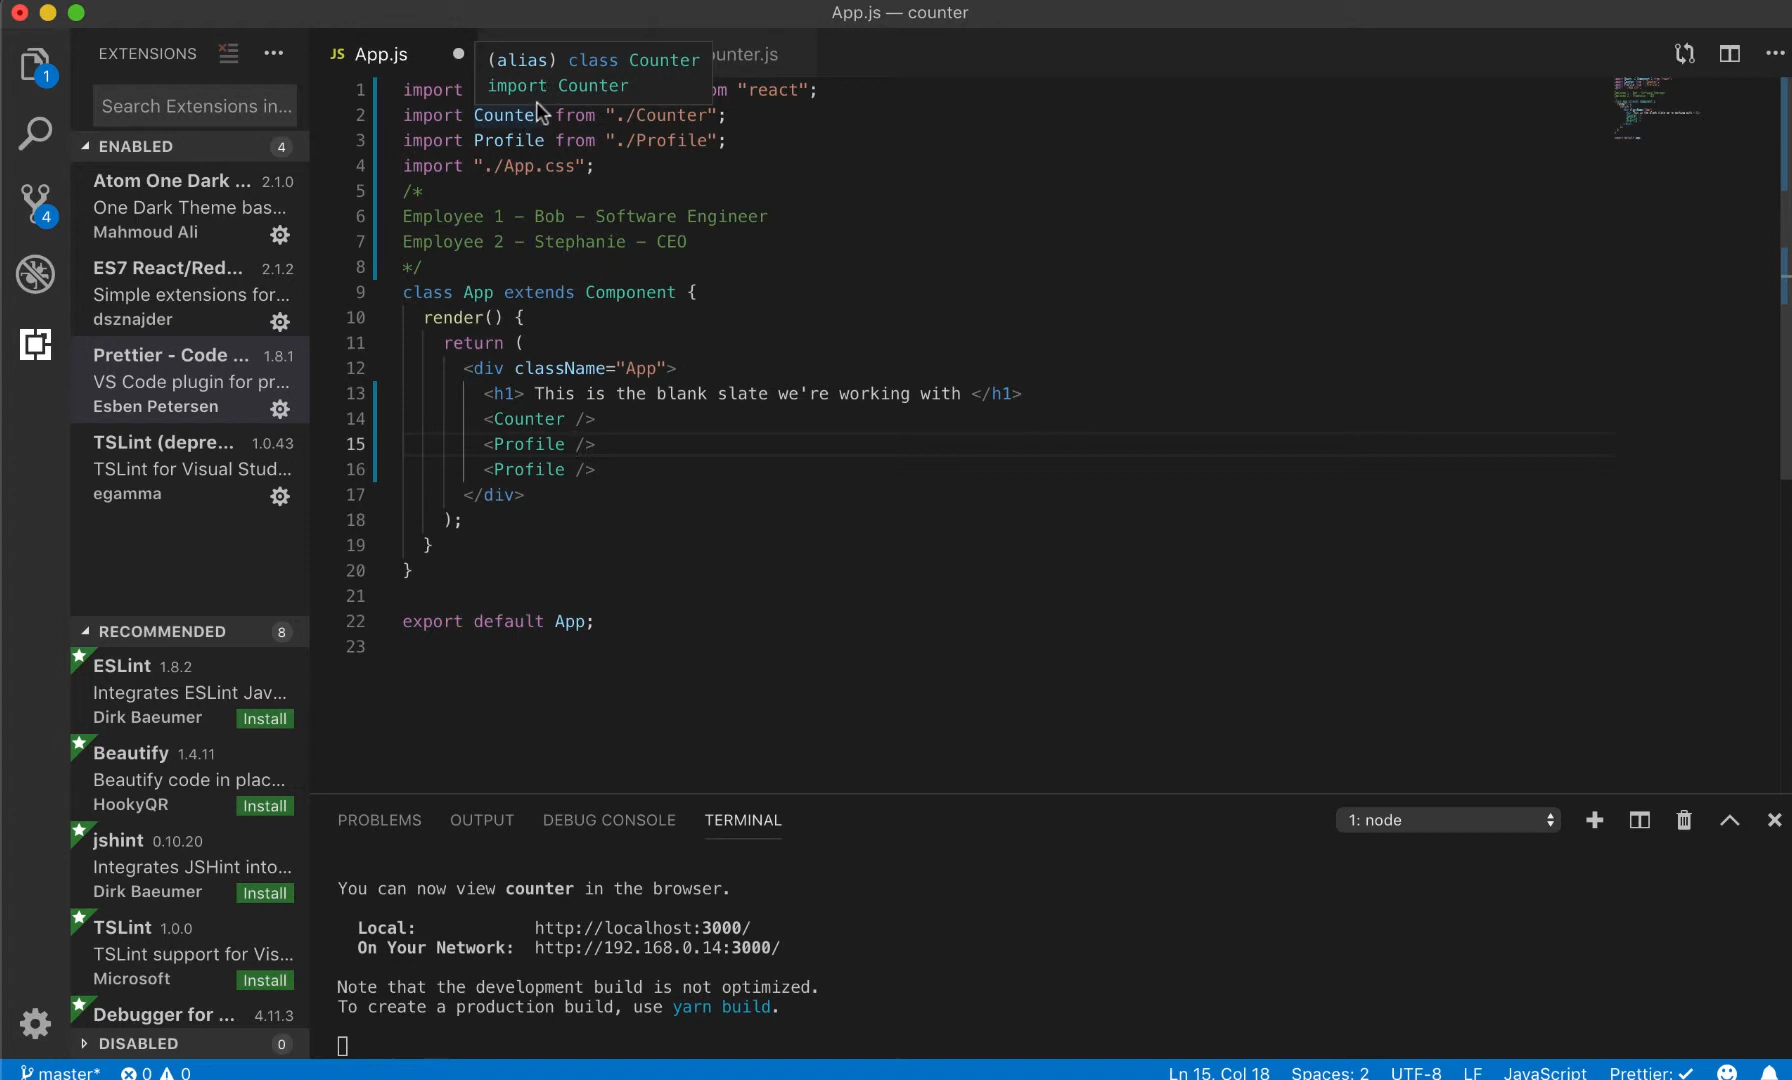 App.js — counter
EXTENSIONS
Search Extensions in...
ENABLED 4
Atom One Dark ... 2.1.0
One Dark Theme bas...
Mahmoud Ali
ES7 React/Red... 2.1.2
Simple extensions for...
dsznajder
Prettier - Code ... 1.8.1
VS Code plugin for pr...
Esben Petersen
TSLint (depre... 1.0.43
TSLint for Visual Stud...
egamma
RECOMMENDED 8
ESLint 1.8.2
Integrates ESLint Jav...
Dirk Baeumer Install
Beautify 1.4.11
Beautify code in plac...
HookyQR Install
jshint 0.10.20
Integrates JSHint into...
Dirk Baeumer Install
TSLint 1.0.0
TSLint support for Vis...
Microsoft Install
Debugger for ... 4.11.3
DISABLED 0
1
4
JS App.js
ounter.js
(alias) class Counter
import Counter
1 import om "react";
2 import Counter from "./Counter";
3 import Profile from "./Profile";
4 import "./App.css";
5 /*
6 Employee 1 - Bob - Software Engineer
7 Employee 2 - Stephanie - CEO
8 */
9 class App extends Component {
10 render() {
11 return (
12 <div className="App">
13 <h1> This is the blank slate we're working with </h1>
14 <Counter />
15 <Profile />
16 <Profile />
17 </div>
18 );
19 }
20 }
21
22 export default App;
23
PROBLEMS OUTPUT DEBUG CONSOLE TERMINAL 1: node
You can now view counter in the browser.
Local: http://localhost:3000/
On Your Network: http://192.168.0.14:3000/
Note that the development build is not optimized.
To create a production build, use yarn build.
master* 0 0 Ln 15, Col 18 Spaces: 2 UTF-8 LF JavaScript Prettier: ✓